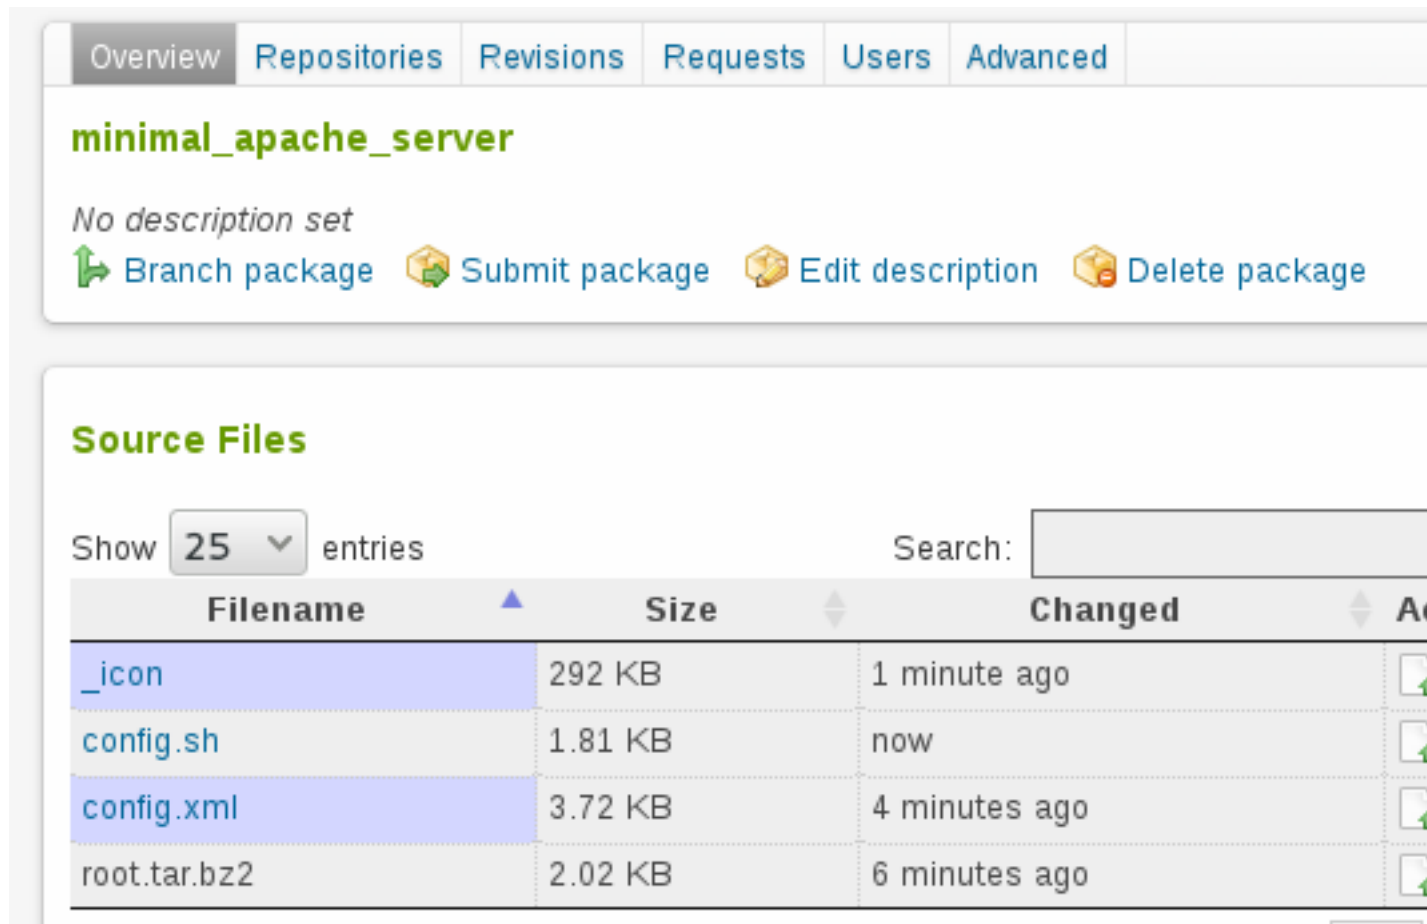 Overview Repositories Revisions Requests Users Advanced
minimal_apache_server
No description set
Branch package Submit package Edit description Delete package
Source Files
Show 25 entries Search:
Filename Size Changed
_icon 292 KB 1 minute ago
config.sh 1.81 KB now
config.xml 3.72 KB 4 minutes ago
root.tar.bz2 2.02 KB 6 minutes ago